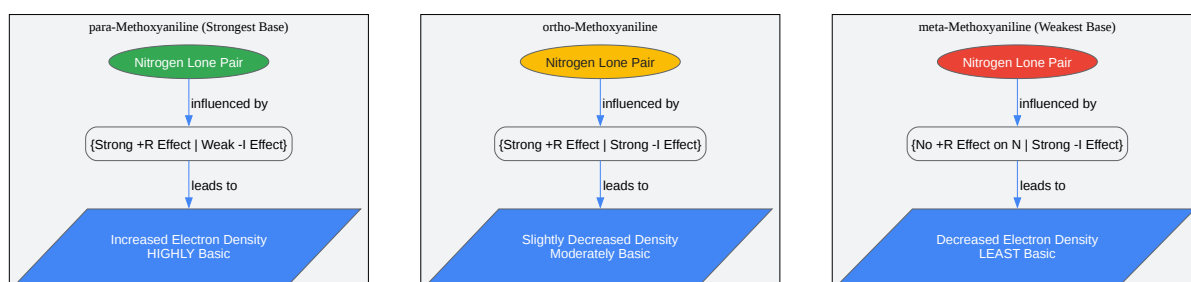 para-Methoxyaniline (Strongest Base)
Nitrogen Lone Pair
influenced by
{Strong +R Effect | Weak -I Effect}
leads to
Increased Electron Density
HIGHLY Basic
ortho-Methoxyaniline
Nitrogen Lone Pair
influenced by
{Strong +R Effect | Strong -I Effect}
leads to
Slightly Decreased Density
Moderately Basic
meta-Methoxyaniline (Weakest Base)
Nitrogen Lone Pair
influenced by
{No +R Effect on N | Strong -I Effect}
leads to
Decreased Electron Density
LEAST Basic